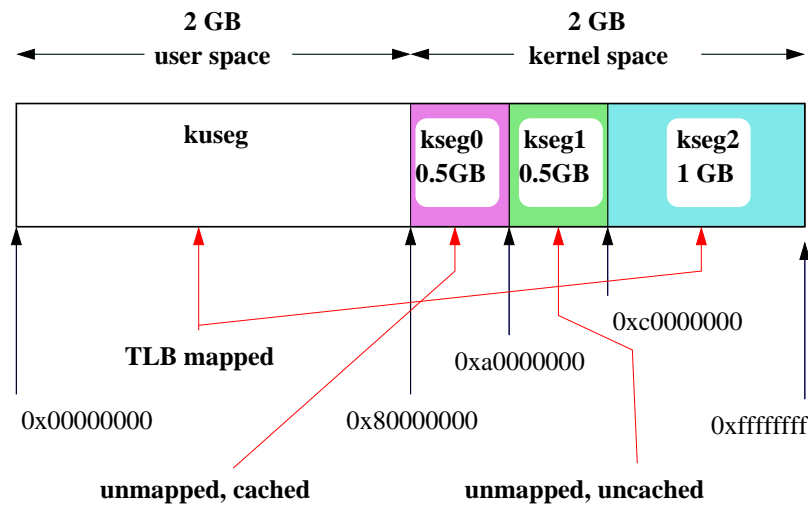 2 GB
user space
2 GB
kernel space
kuseg
kseg0
0.5GB
kseg1
0.5GB
kseg2
1 GB
TLB mapped
0xc0000000
0xa0000000
0x00000000
0x80000000
0xffffffff
unmapped, cached
unmapped, uncached